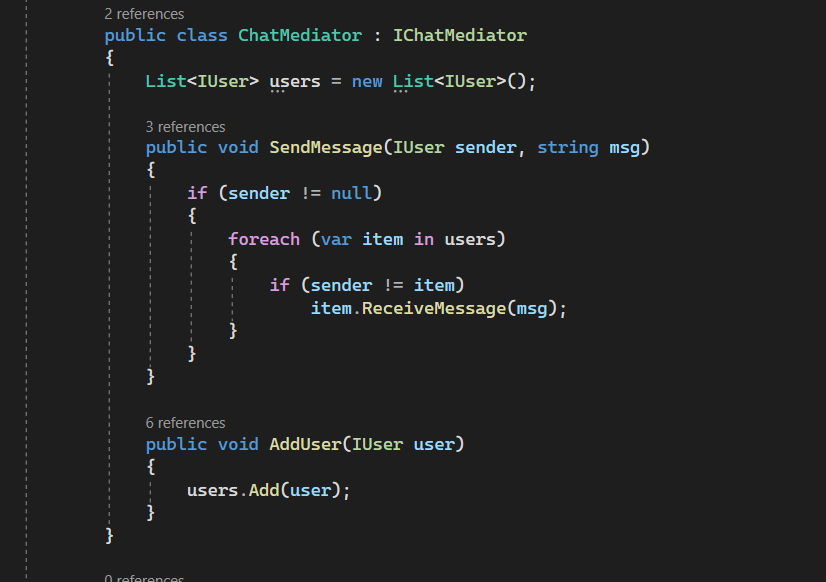 2 references
public class ChatMediator : IChatMediator
{
List<IUser> users = new List<IUser>();
3 references
public void SendMessage(IUser sender, string msg)
{
if (sender != null)
{
foreach (var item in users)
{
if (sender != item)
item.ReceiveMessage(msg);
}
}
}
6 references
public void AddUser(IUser user)
{
users.Add(user);
}
}
0 references